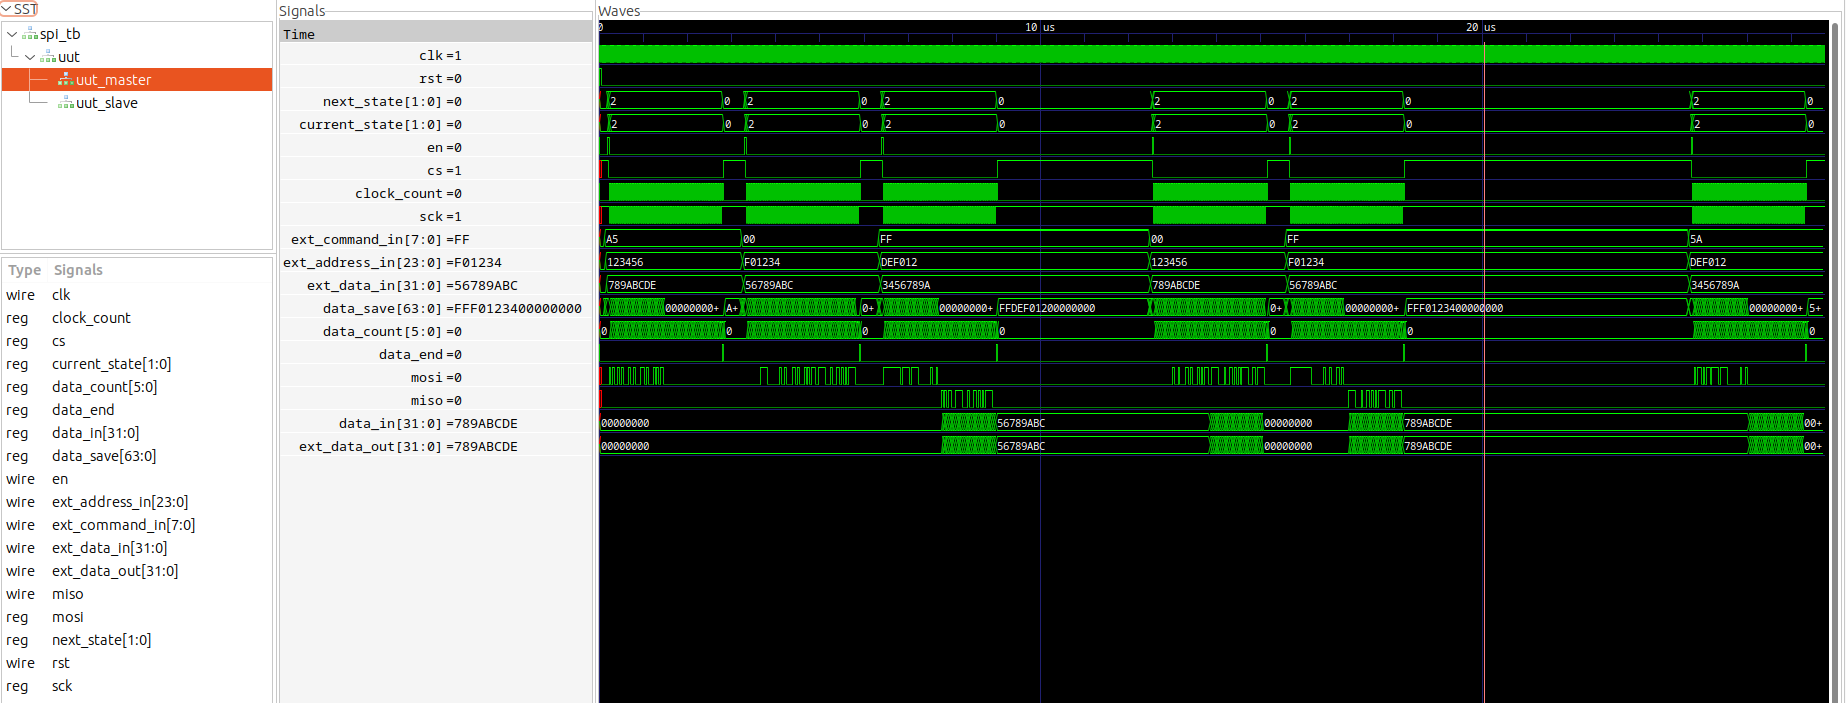 SST
spi_tb
uut
uut_master
uut_slave
Type Signals
wire clk
reg clock_count
reg cs
reg current_state[1:0]
reg data_count[5:0]
reg data_end
reg data_in[31:0]
reg data_save[63:0]
wire en
wire ext_address_in[23:0]
wire ext_command_in[7:0]
wire ext_data_in[31:0]
wire ext_data_out[31:0]
wire miso
reg mosi
reg next_state[1:0]
wire rst
reg sck
Signals
Time
clk =1
rst =0
next_state[1:0] =0
current_state[1:0] =0
en =0
cs =1
clock_count =0
sck =1
ext_command_in[7:0] =FF
ext_address_in[23:0] =F01234
ext_data_in[31:0] =56789ABC
data_save[63:0] =FFF0123400000000
data_count[5:0] =0
data_end =0
mosi =0
miso =0
data_in[31:0] =789ABCDE
ext_data_out[31:0] =789ABCDE
Waves
0 10 us 20 us
2 0 2 0 2 0 2 0 2 0 2 0
2 0 2 0 2 0 2 0 2 0 2 0
A5 00 FF 00 FF 5A
123456 F01234 DEF012 123456 F01234 DEF012
789ABCDE 56789ABC 3456789A 789ABCDE 56789ABC 3456789A
00000000+ A+ 0+ 00000000+ FFDEF01200000000 0+ 00000000+ FFF0123400000000 00000000+ 5+
0 0 0 0 0 0 0
00000000 56789ABC 00000000 789ABCDE 00+
00000000 56789ABC 00000000 789ABCDE 00+